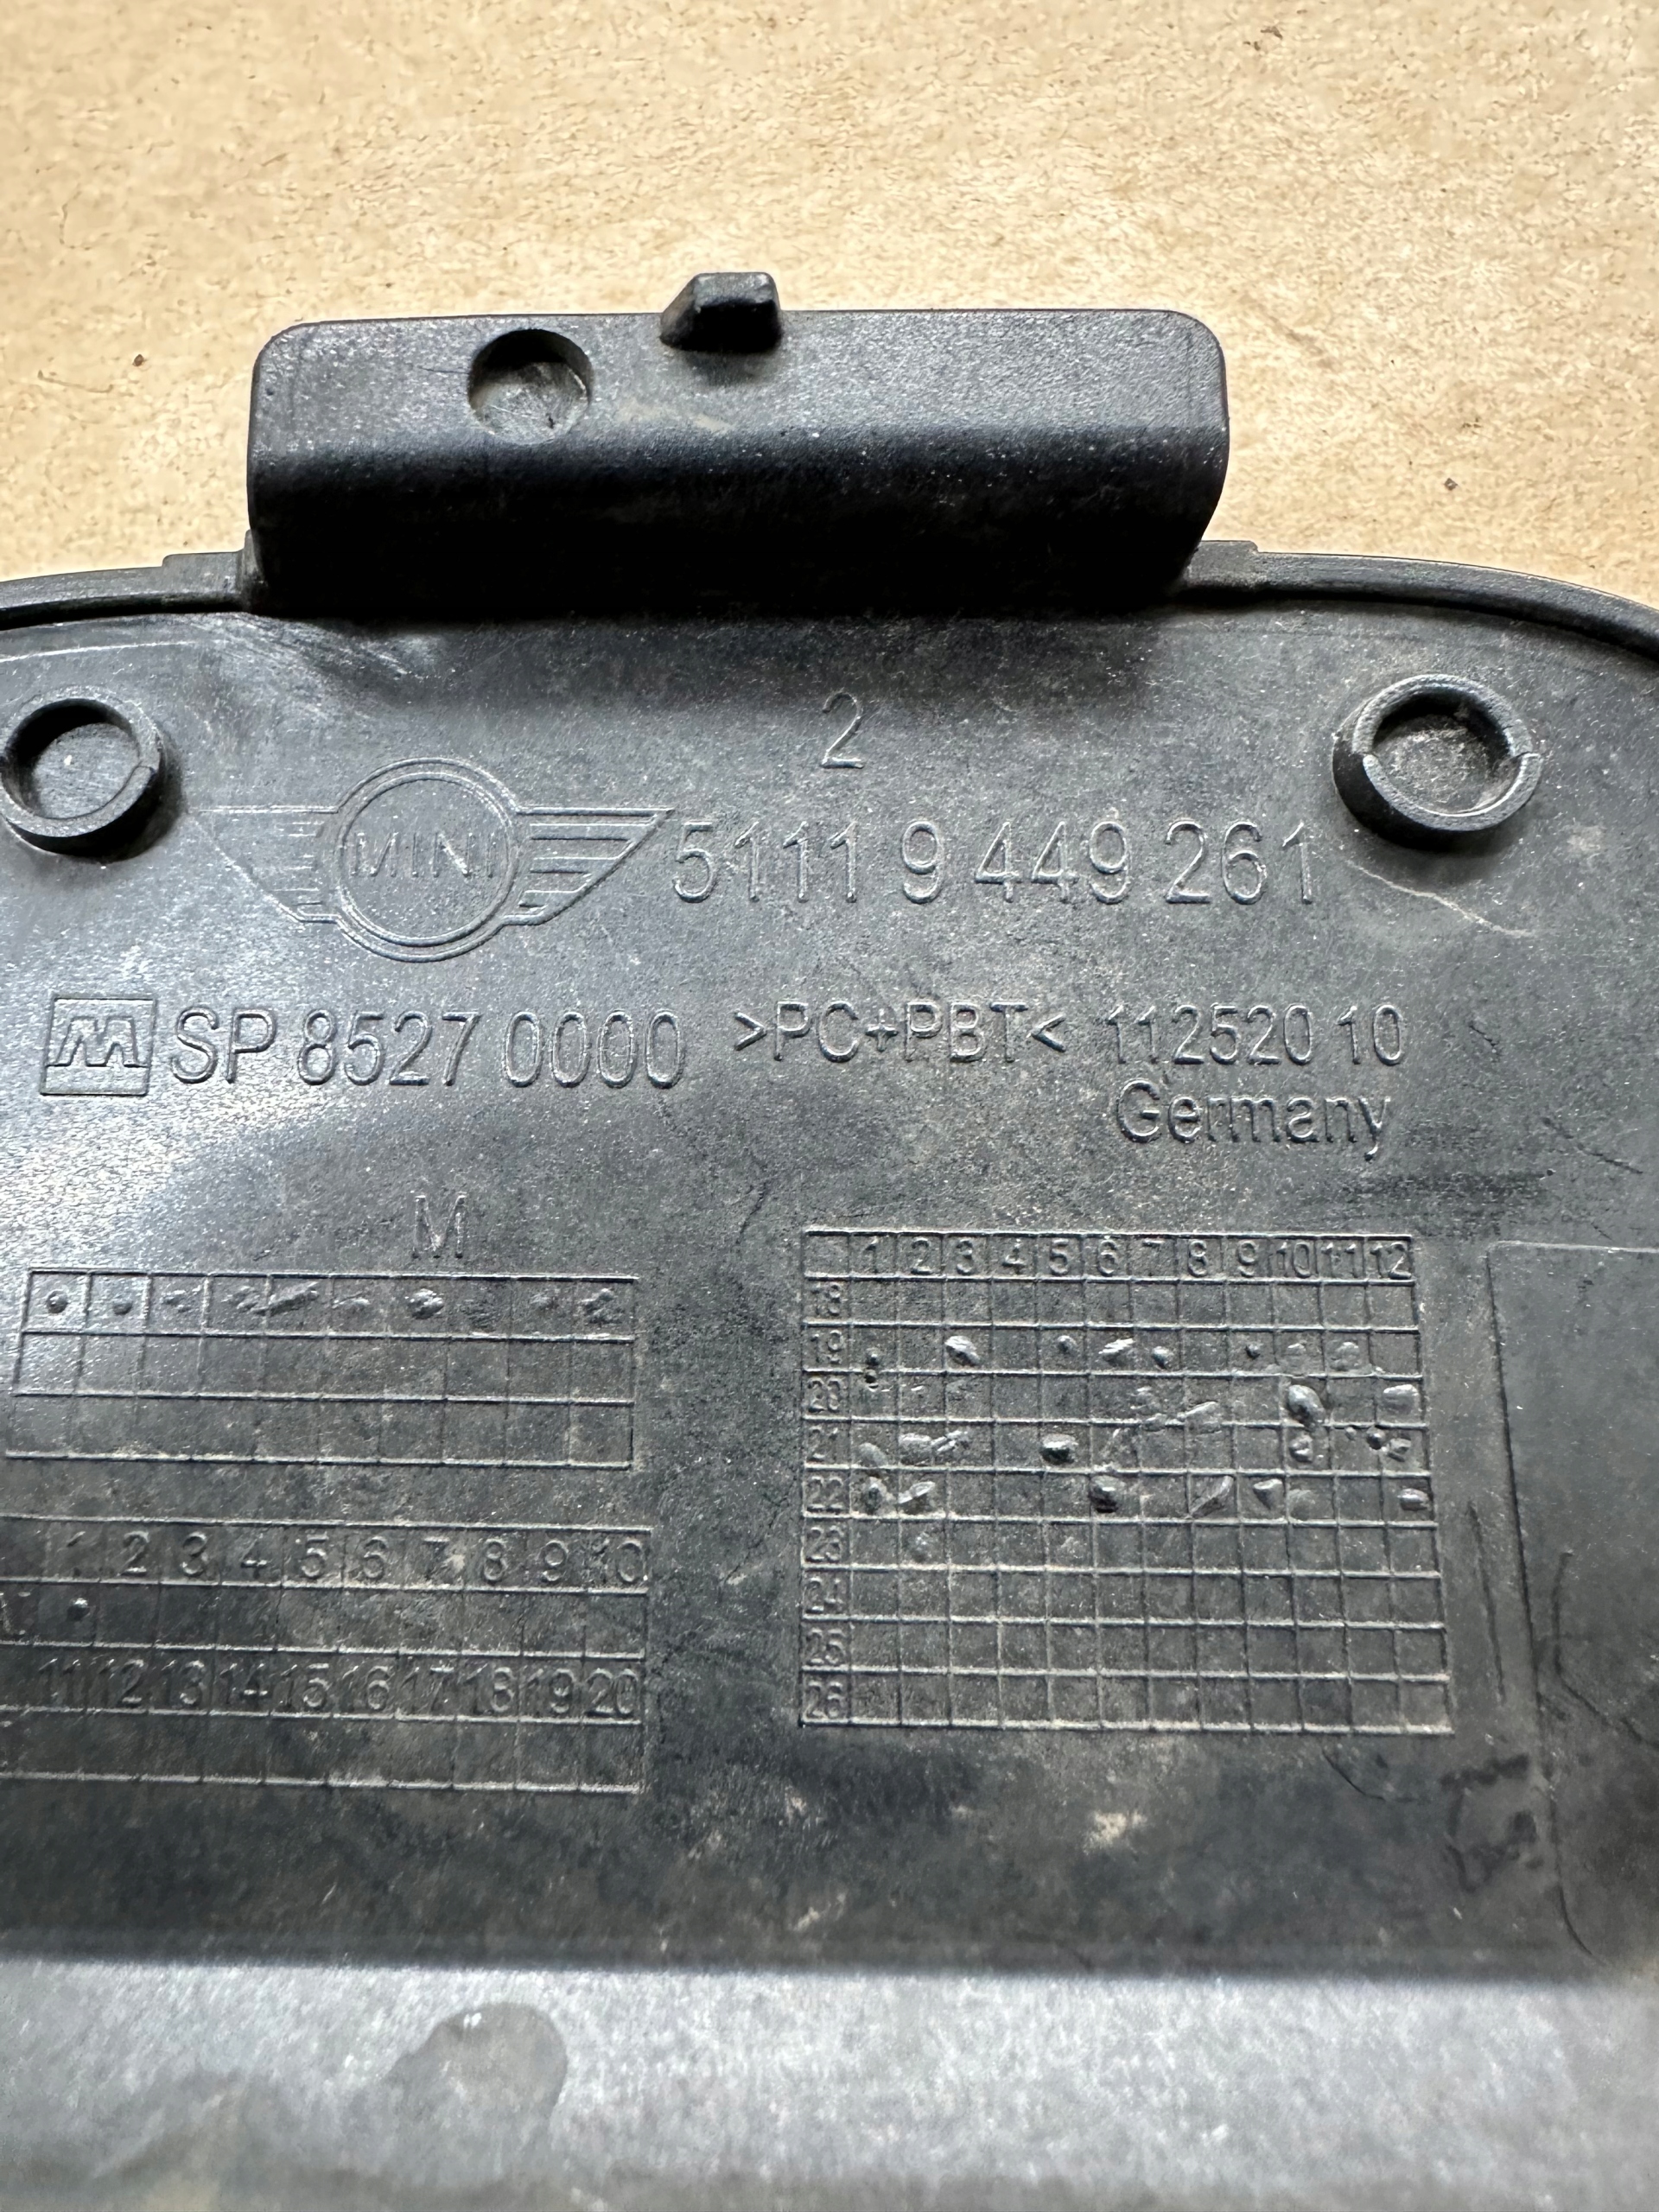 2
MINI 5111 9 449 261
M SP 8527 0000 >PC+PBT< 112520 10
Germany
M
1 2 3 4 5 6 7 8 9 10 11 12
18
19
20
21
23
24
25
26
1 2 3 4 5 6 7 8 9 10
11 12 13 14 15 16 17 18 19 20